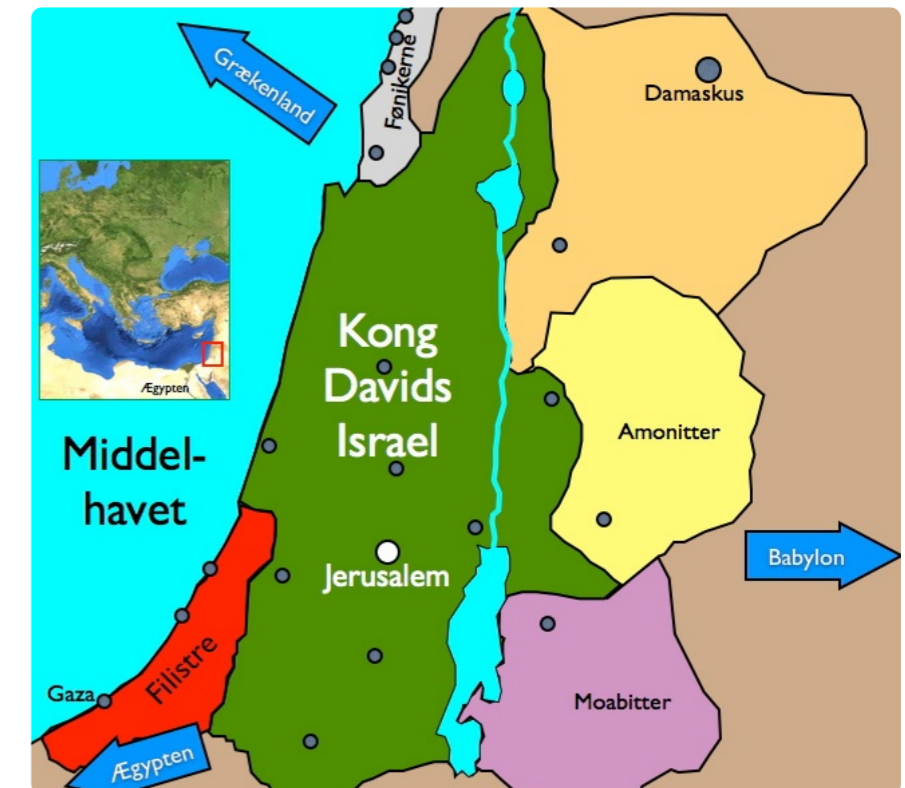 Grækenland
Fønikerne
Damaskus
Ægypten
Kong
Davids
Israel
Amonitter
Middel-
havet
Jerusalem
Babylon
Filistre
Gaza
Moabitter
Ægypten